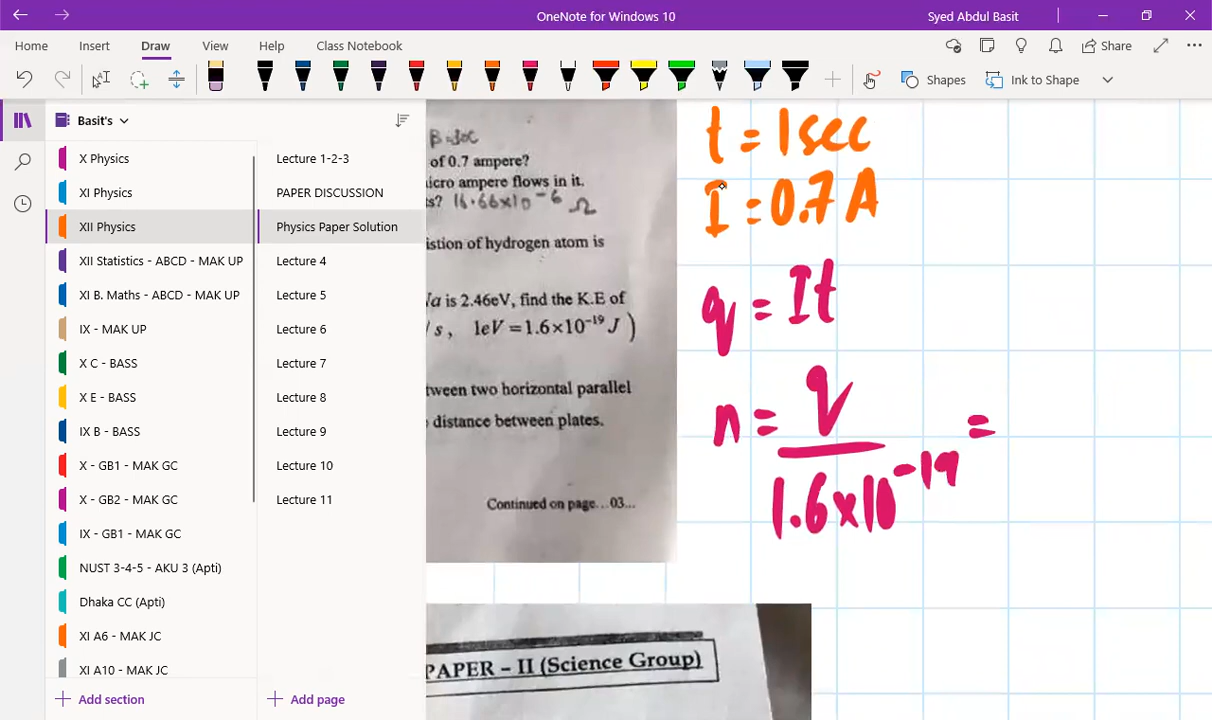 OneNote for Windows 10
Syed Abdul Basit
Home Insert Draw View Help Class Notebook
Share
Shapes
Ink to Shape
Basit's
X Physics
XI Physics
XII Physics
XII Statistics - ABCD - MAK UP
XI B. Maths - ABCD - MAK UP
IX - MAK UP
X C - BASS
X E - BASS
IX B - BASS
X - GB1 - MAK GC
X - GB2 - MAK GC
IX - GB1 - MAK GC
NUST 3-4-5 - AKU 3 (Apti)
Dhaka CC (Apti)
XI A6 - MAK JC
XI A10 - MAK JC
Add section
Lecture 1-2-3
PAPER DISCUSSION
Physics Paper Solution
Lecture 4
Lecture 5
Lecture 6
Lecture 7
Lecture 8
Lecture 9
Lecture 10
Lecture 11
Add page
of 0.7 ampere?
icro ampere flows in it.
s? 16.66x10⁻⁶ Ω
istion of hydrogen atom is
a is 2.46eV, find the K.E of
/ s, 1eV = 1.6×10⁻¹⁹ J )
tween two horizontal parallel
distance between plates.
Continued on page...03...
PAPER – II (Science Group)
t = 1sec
I = 0.7 A
q = It
n = q / 1.6x10⁻¹⁹ =